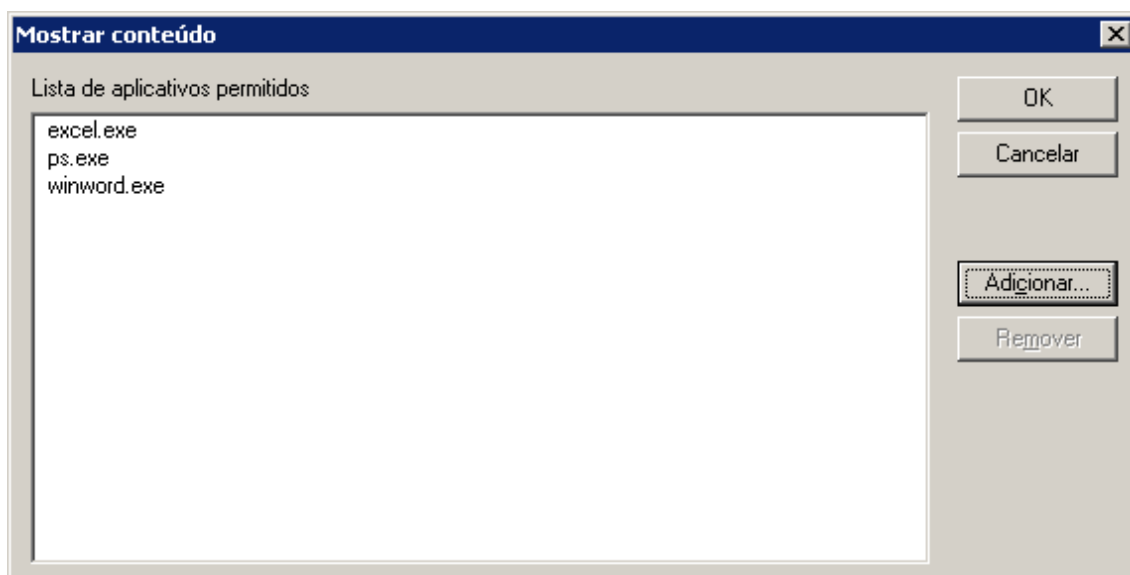 Mostrar conteúdo
Lista de aplicativos permitidos
excel.exe
ps.exe
winword.exe
OK
Cancelar
Adicionar...
Remover